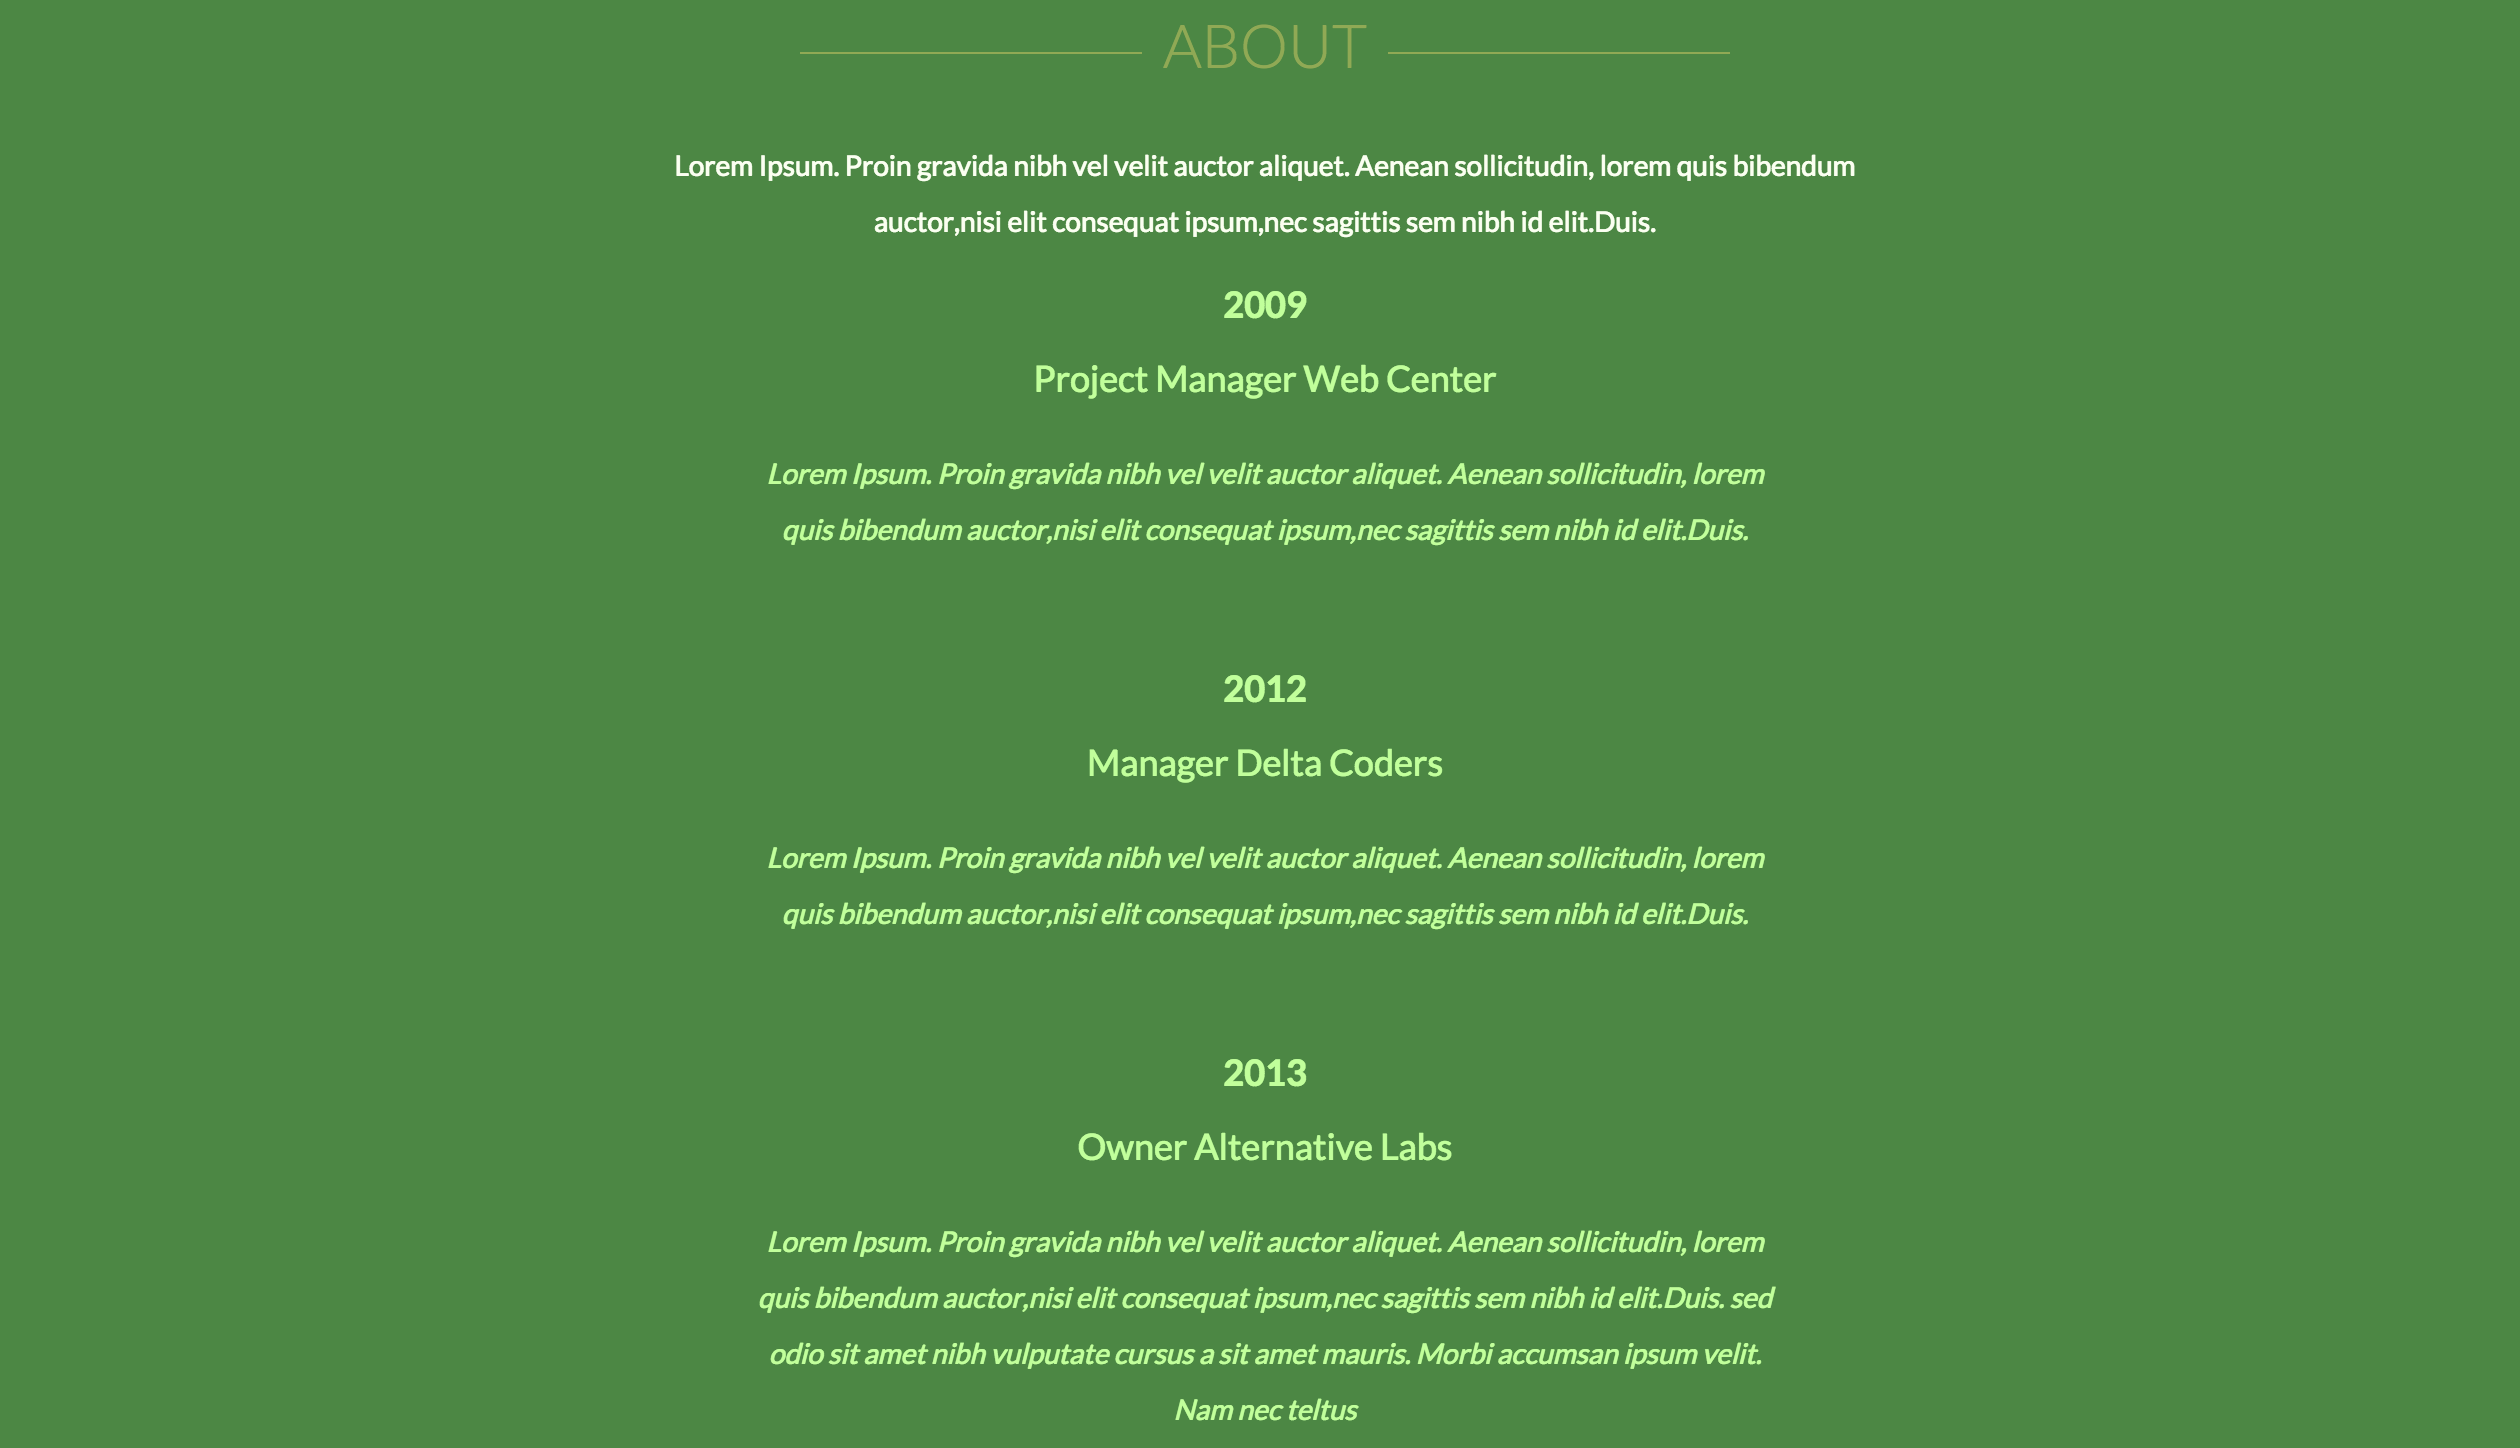 ABOUT
Lorem Ipsum. Proin gravida nibh vel velit auctor aliquet. Aenean sollicitudin, lorem quis bibendum
auctor,nisi elit consequat ipsum,nec sagittis sem nibh id elit.Duis.
2009
Project Manager Web Center
Lorem Ipsum. Proin gravida nibh vel velit auctor aliquet. Aenean sollicitudin, lorem
quis bibendum auctor,nisi elit consequat ipsum,nec sagittis sem nibh id elit.Duis.
2012
Manager Delta Coders
Lorem Ipsum. Proin gravida nibh vel velit auctor aliquet. Aenean sollicitudin, lorem
quis bibendum auctor,nisi elit consequat ipsum,nec sagittis sem nibh id elit.Duis.
2013
Owner Alternative Labs
Lorem Ipsum. Proin gravida nibh vel velit auctor aliquet. Aenean sollicitudin, lorem
quis bibendum auctor,nisi elit consequat ipsum,nec sagittis sem nibh id elit.Duis. sed
odio sit amet nibh vulputate cursus a sit amet mauris. Morbi accumsan ipsum velit.
Nam nec teltus